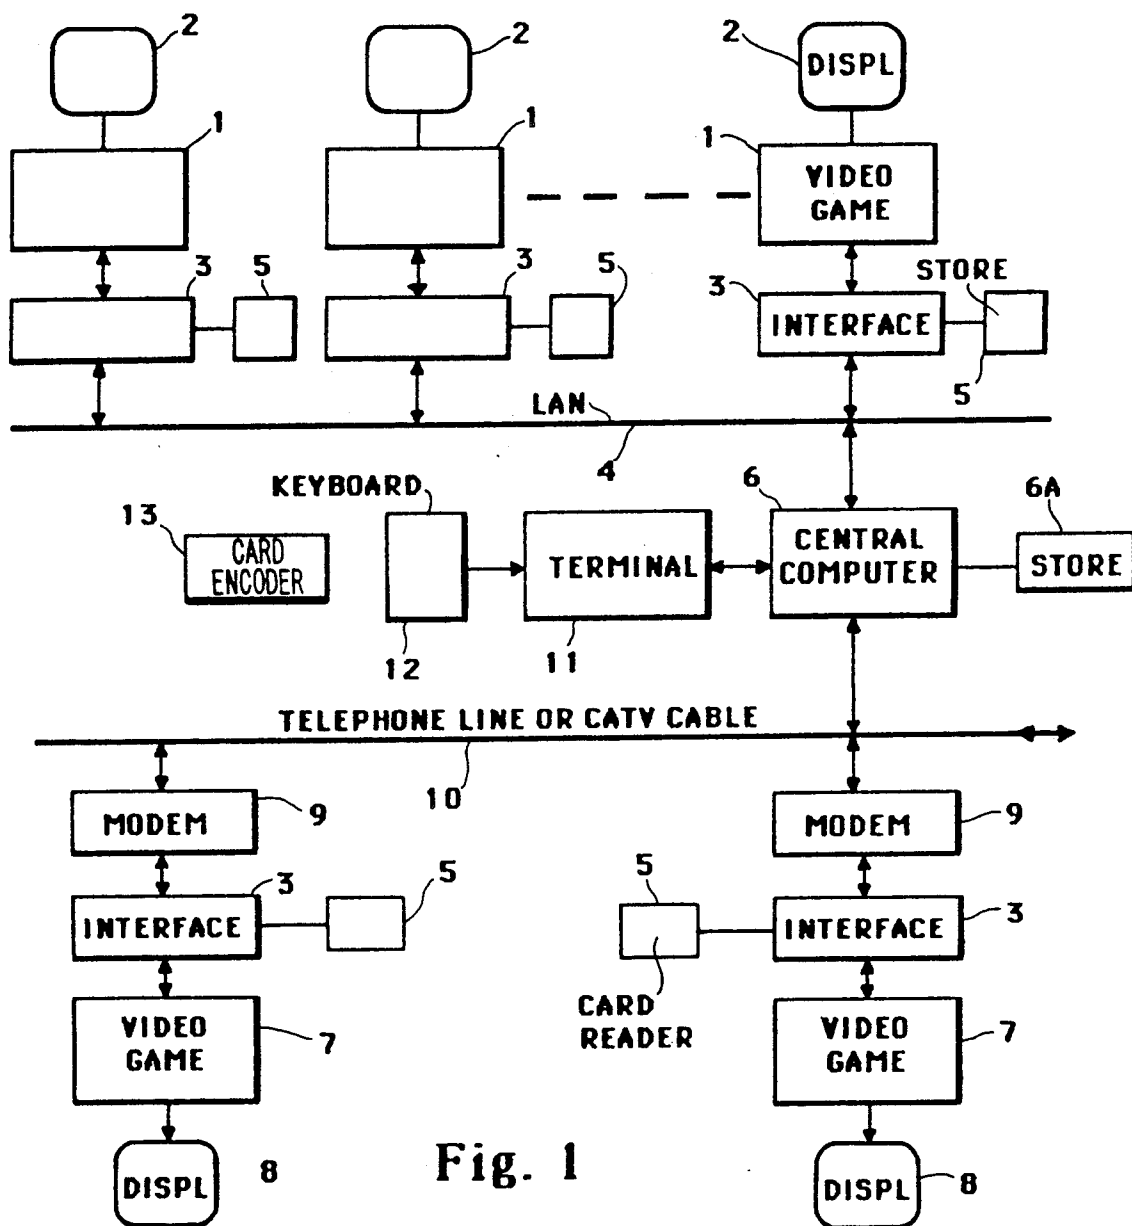 2
2
2
DISPL
1
1
1
VIDEO
GAME
3
5
3
5
3
STORE
INTERFACE
5
LAN
4
KEYBOARD
6
6A
13
CARD
ENCODER
TERMINAL
CENTRAL
COMPUTER
STORE
12
11
TELEPHONE LINE OR CATV CABLE
10
MODEM
9
MODEM
9
3
5
5
INTERFACE
INTERFACE
3
CARD
READER
VIDEO
GAME
7
VIDEO
GAME
7
DISPL
8
Fig. 1
DISPL
8